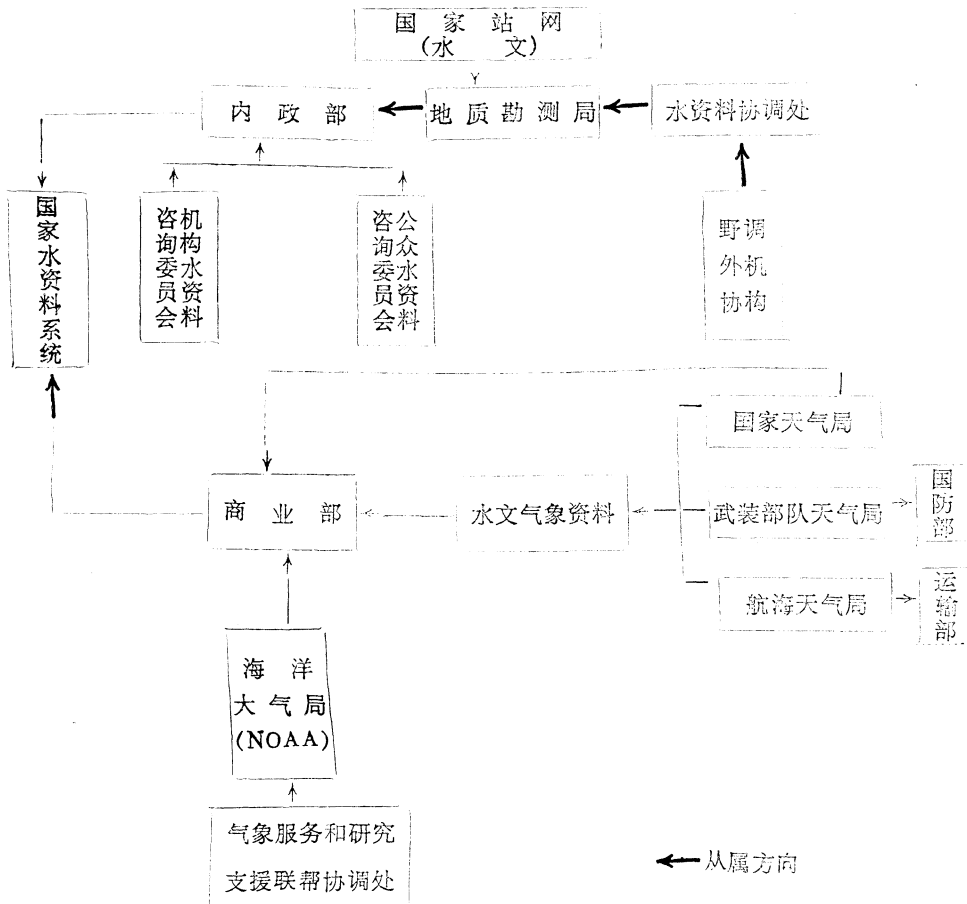 国家站网
(水文)
内政部
地质勘测局
水资料协调处
国家水资料系统
机构水资料
咨询委员会
公众水资料
咨询委员会
野调
外机
协构
国家天气局
商业部
水文气象资料
武装部队天气局
国防部
航海天气局
运输部
海洋
大气局
(NOAA)
气象服务和研究
支援联帮协调处
从属方向